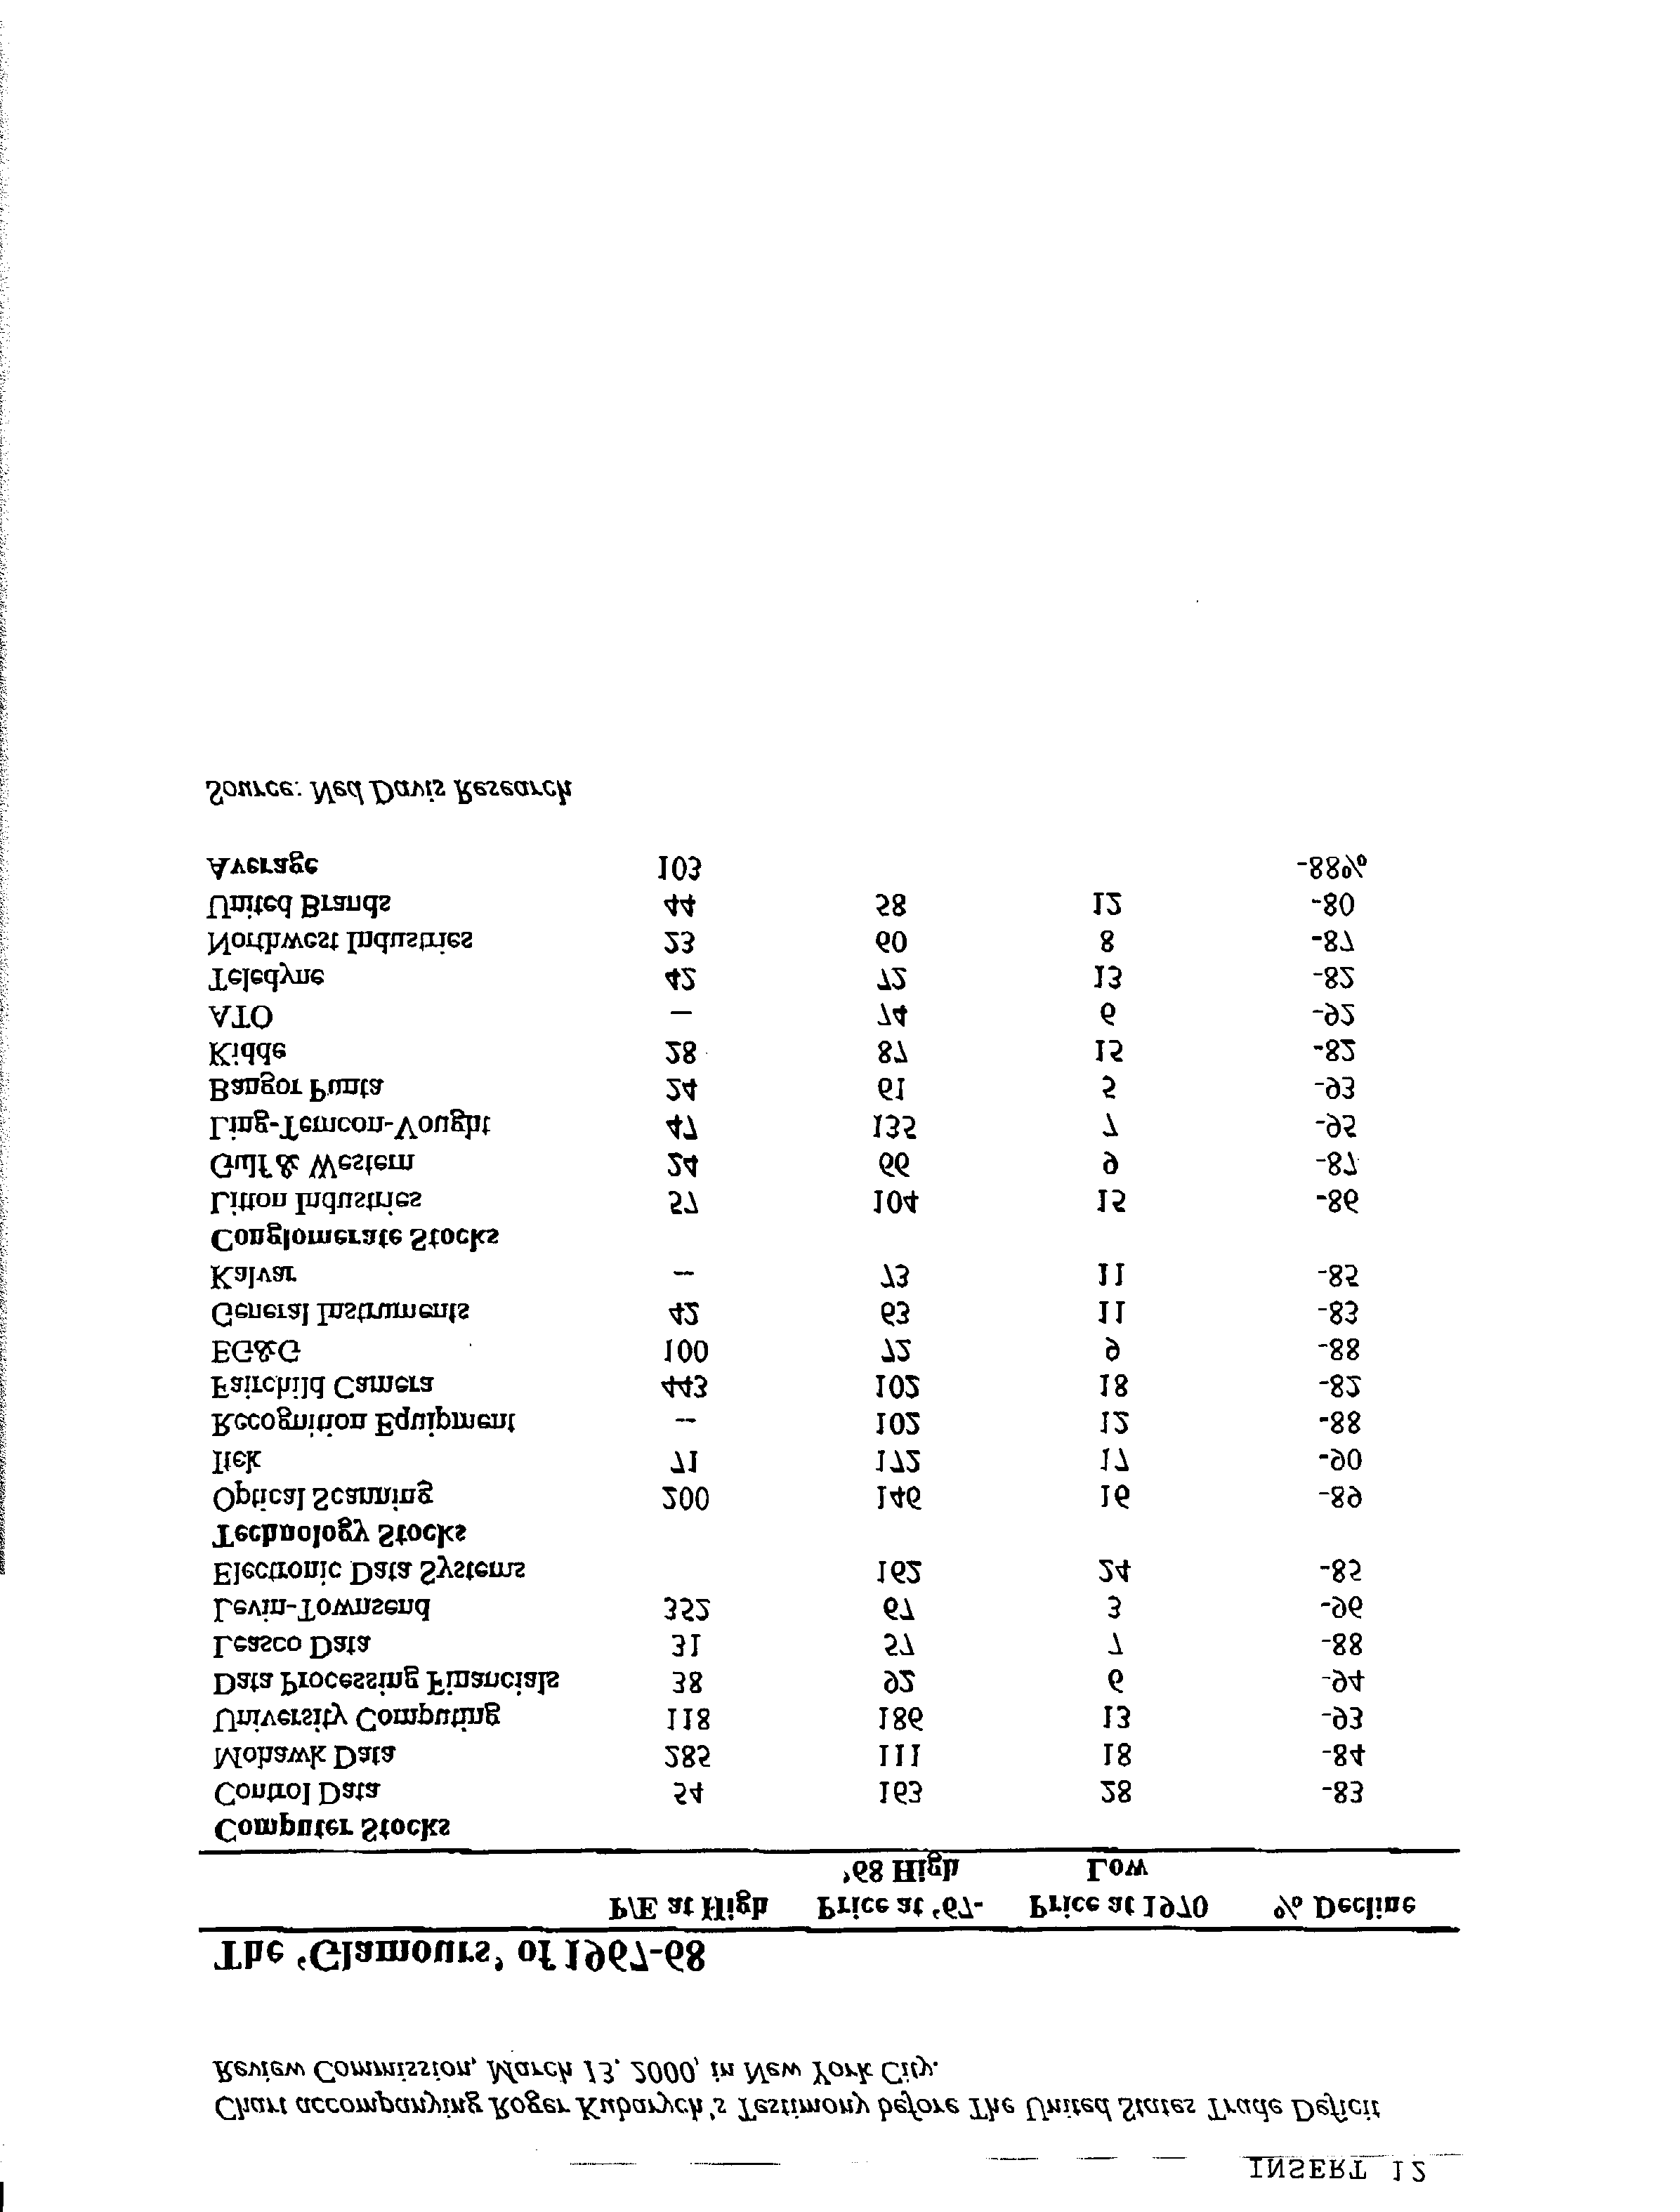 INSERT 12
Chart accompanying Roger Kubarych's Testimony before The United States Trade Deficit
Review Commission, March 13, 2000, in New York City.
The 'Glamours' of 1967-68
P/E at High Price at '67- Price at 1970 % Decline
'68 High Low
Computer Stocks
Control Data 54 163 28 -83
Mohawk Data 285 111 18 -84
University Computing 118 186 13 -93
Data Processing Financials 38 92 6 -94
Leasco Data 31 57 7 -88
Levin-Townsend 352 67 3 -96
Electronic Data Systems 162 24 -85
Technology Stocks
Optical Scanning 200 146 16 -89
Itek 71 172 17 -90
Recognition Equipment -- 102 12 -88
Fairchild Camera 443 102 18 -82
EG&G 100 72 9 -88
General Instruments 42 63 11 -83
Kalvar -- 73 11 -85
Conglomerate Stocks
Litton Industries 57 104 15 -86
Gulf & Western 24 66 9 -87
Ling-Temcon-Vought 47 135 7 -95
Bangor Punta 24 61 5 -93
Kidde 28 87 15 -82
ATO -- 74 6 -92
Teledyne 42 72 13 -82
Northwest Industries 23 60 8 -87
United Brands 44 58 12 -80
Average 103 -88%
Source: Ned Davis Research